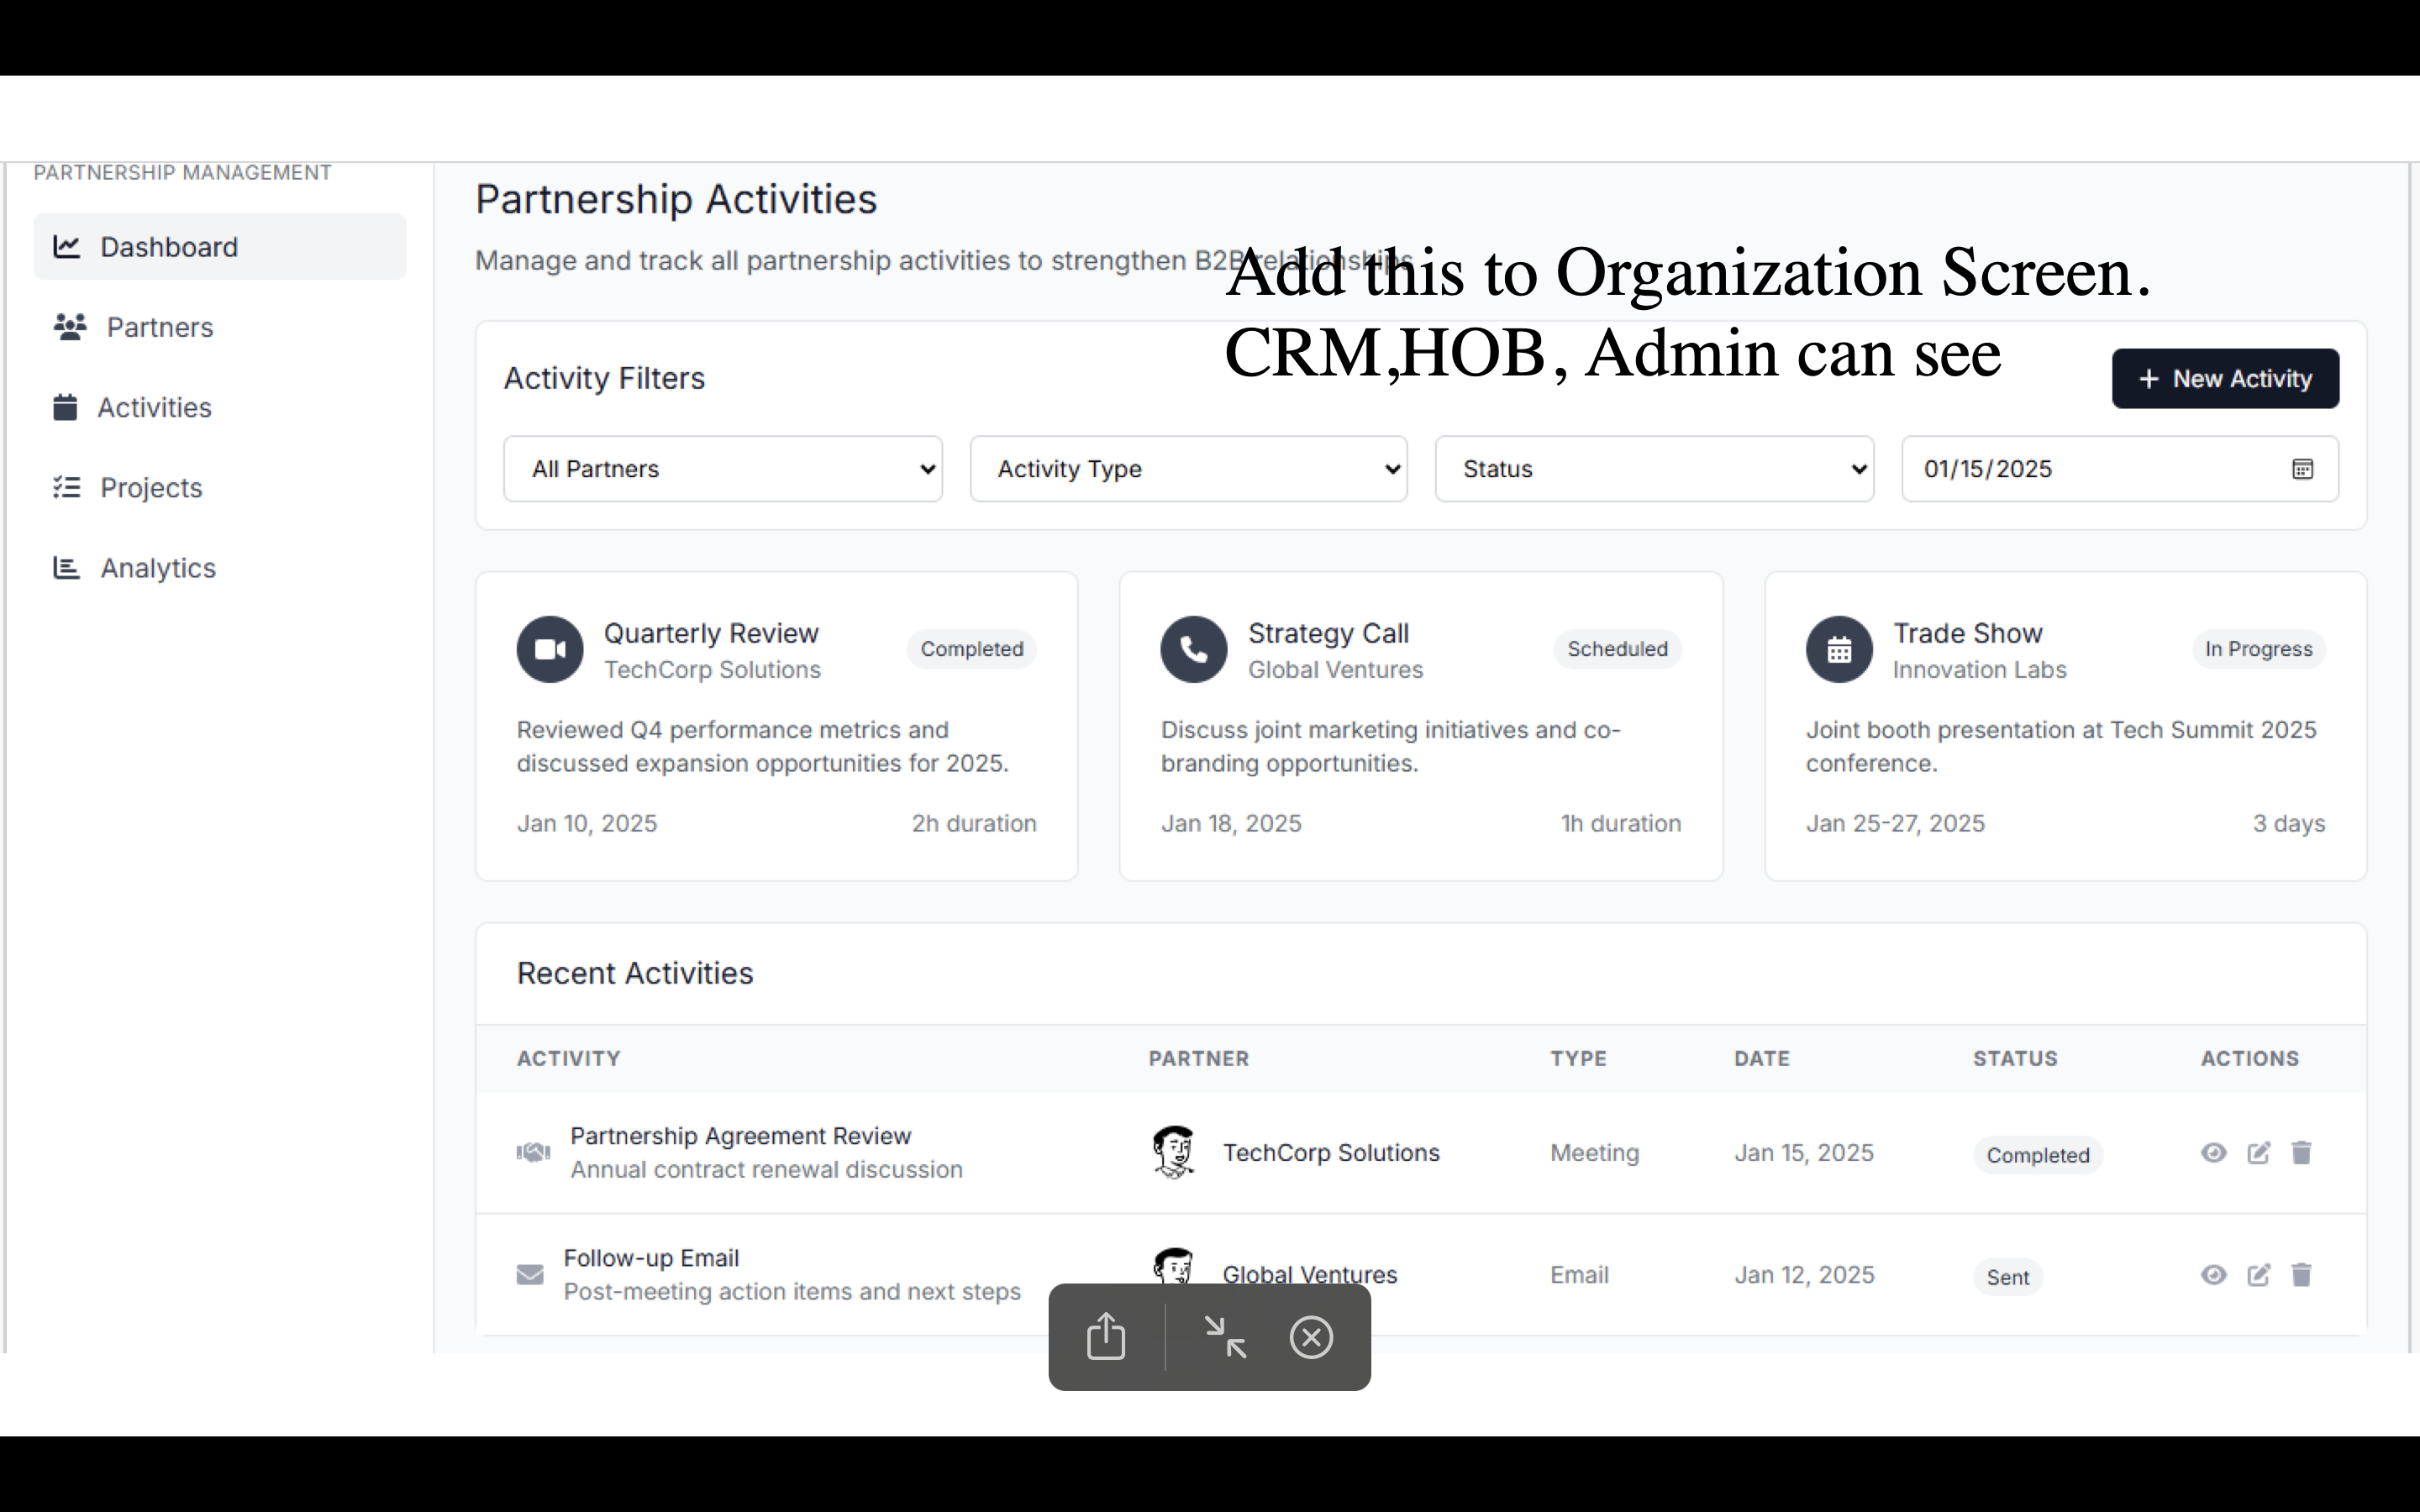 PARTNERSHIP MANAGEMENT
Dashboard
Partners
Activities
Projects
Analytics
Partnership Activities
Manage and track all partnership activities to strengthen B2B relationships
Add this to Organization Screen.
CRM,HOB, Admin can see
Activity Filters
+ New Activity
All Partners
Activity Type
Status
01/15/2025
Quarterly Review
TechCorp Solutions
Completed
Reviewed Q4 performance metrics and
discussed expansion opportunities for 2025.
Jan 10, 2025
2h duration
Strategy Call
Global Ventures
Scheduled
Discuss joint marketing initiatives and co-
branding opportunities.
Jan 18, 2025
1h duration
Trade Show
Innovation Labs
In Progress
Joint booth presentation at Tech Summit 2025
conference.
Jan 25-27, 2025
3 days
Recent Activities
ACTIVITY PARTNER TYPE DATE STATUS ACTIONS
Partnership Agreement Review
Annual contract renewal discussion
TechCorp Solutions
Meeting
Jan 15, 2025
Completed
Follow-up Email
Post-meeting action items and next steps
Global Ventures
Email
Jan 12, 2025
Sent